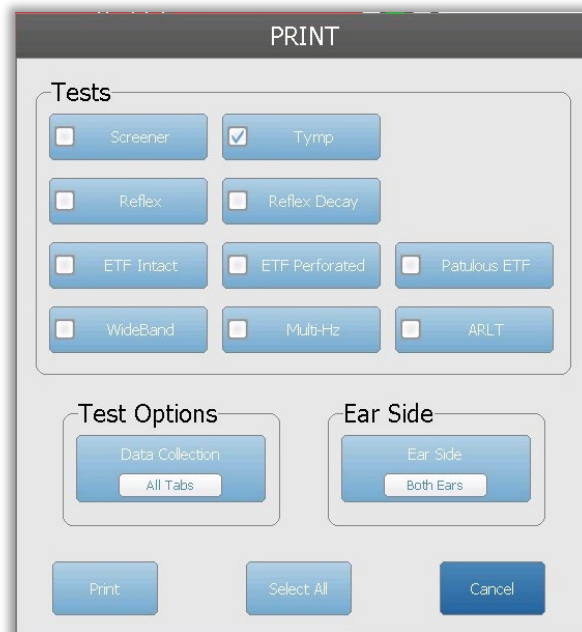 PRINT
Tests
Screener
Tymp
Reflex
Reflex Decay
ETF Intact
ETF Perforated
Patulous ETF
WideBand
Multi-Hz
ARLT
Test Options
Data Collection
All Tabs
Ear Side
Ear Side
Both Ears
Print
Select All
Cancel